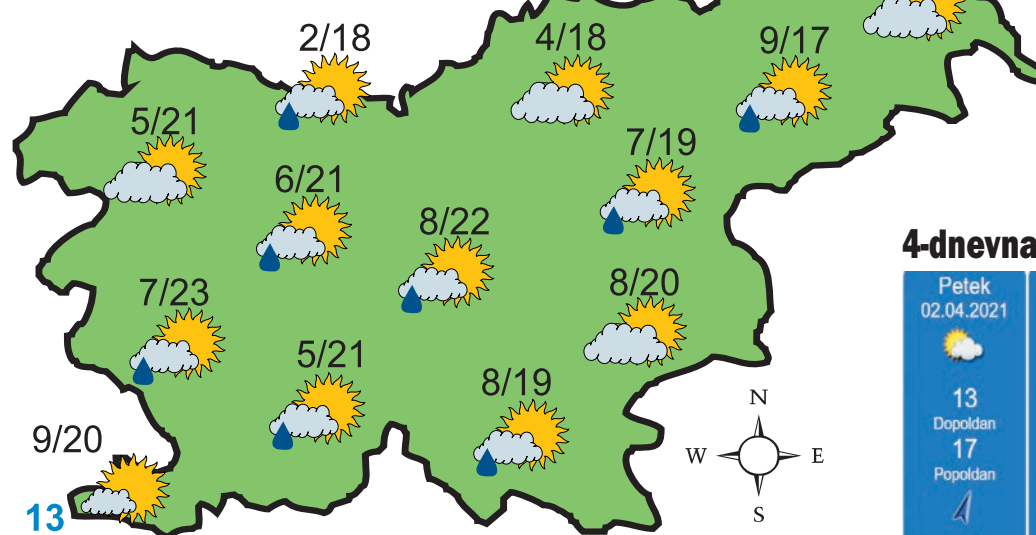 2/18
4/18
9/17
5/21
7/19
6/21
8/22
4-dnevna
7/23
8/20
Petek
02.04.2021
5/21
8/19
13
Dopoldan
17
Popoldan
9/20
N
W
E
S
13